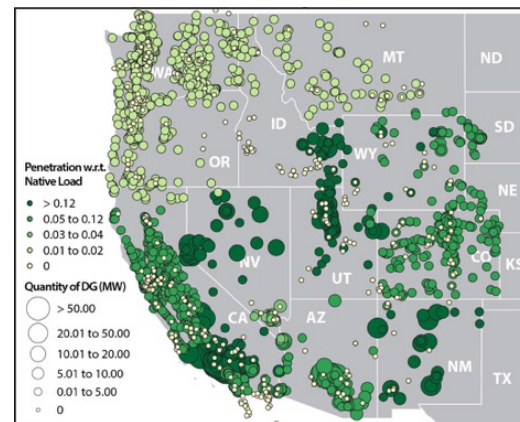 MT
ND
WA
SD
ID
OR
WY
NE
Penetration w.r.t.
Native Load
> 0.12
0.05 to 0.12
0.03 to 0.04
0.01 to 0.02
0
NV
UT
CO
KS
Quantity of DG (MW)
> 50.00
20.01 to 50.00
10.01 to 20.00
5.01 to 10.00
0.01 to 5.00
0
CA
AZ
NM
TX